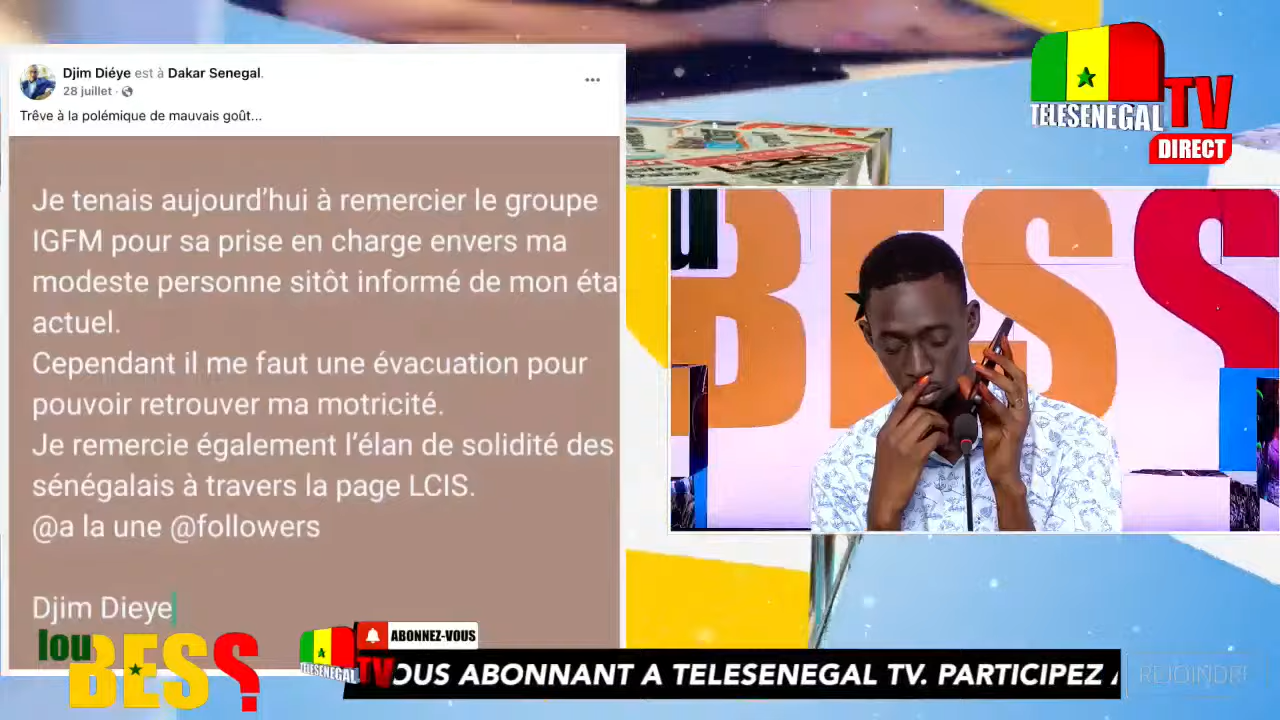 Djim Diéye est à Dakar Senegal.
28 juillet ·
Trêve à la polémique de mauvais goût...
Je tenais aujourd'hui à remercier le groupe
IGFM pour sa prise en charge envers ma
modeste personne sitôt informé de mon éta
actuel.
Cependant il me faut une évacuation pour
pouvoir retrouver ma motricité.
Je remercie également l'élan de solidité des
sénégalais à travers la page LCIS.
@a la une @followers
Djim Dieye
TELESENEGAL TV
DIRECT
BESS
lou
BESS
TELESENEGAL TV
ABONNEZ-VOUS
OUS ABONNANT A TELESENEGAL TV. PARTICIPEZ
REJOINDRE